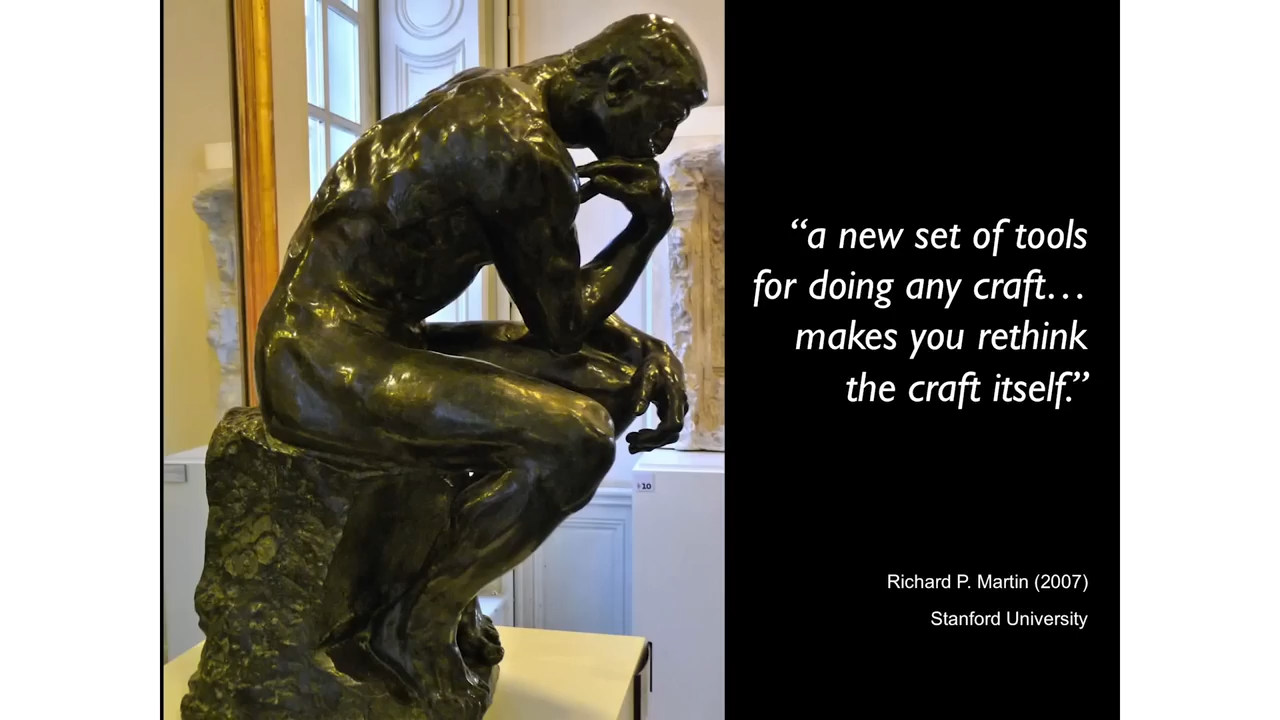 “a new set of tools
for doing any craft…
makes you rethink
the craft itself.”
Richard P. Martin (2007)
Stanford University
10